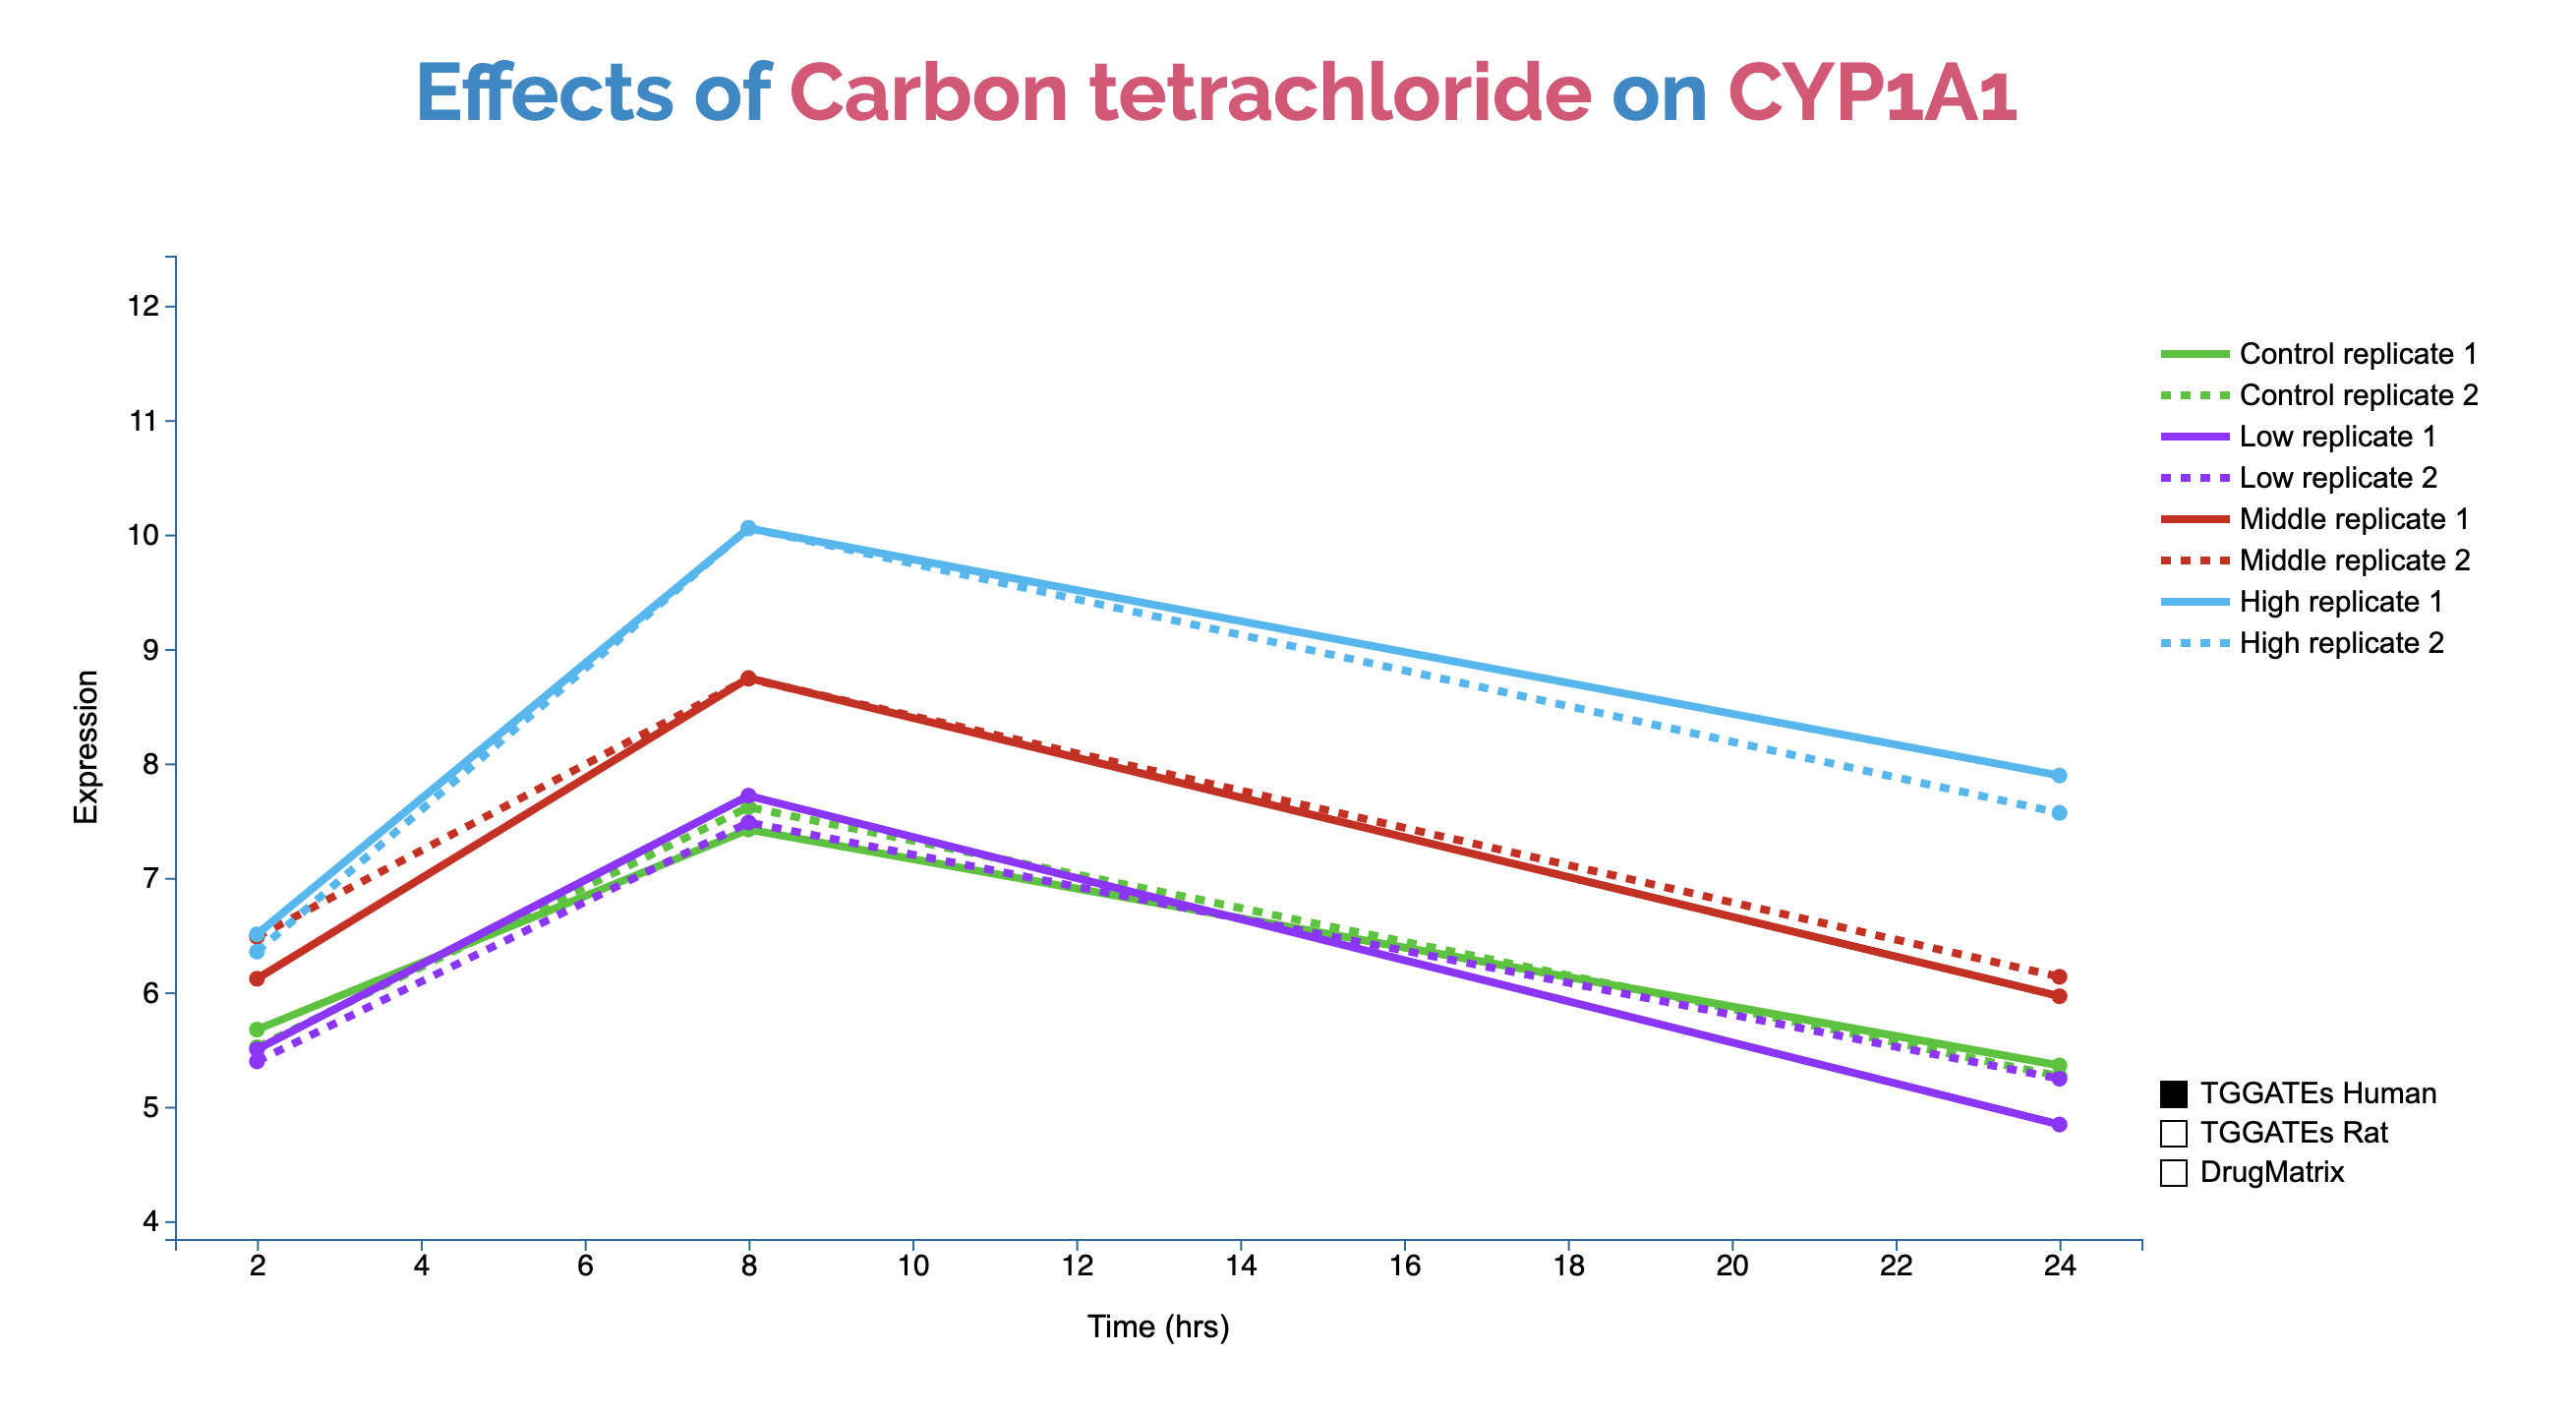 Effects of Carbon tetrachloride on CYP1A1
12
11
10
9
8
7
6
5
4
Expression
2 4 6 8 10 12 14 16 18 20 22 24
Time (hrs)
Control replicate 1
Control replicate 2
Low replicate 1
Low replicate 2
Middle replicate 1
Middle replicate 2
High replicate 1
High replicate 2
TGGATEs Human
TGGATEs Rat
DrugMatrix